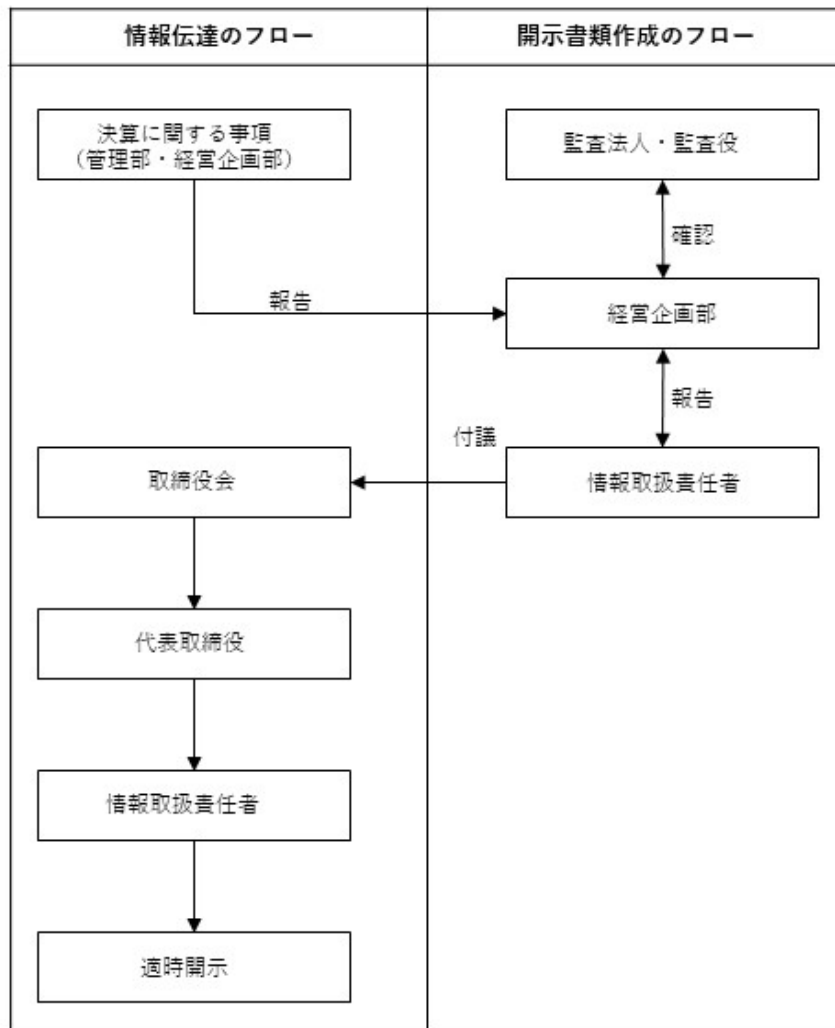 情報伝達のフロー
開示書類作成のフロー
決算に関する事項
（管理部・経営企画部）
監査法人・監査役
確認
報告
経営企画部
報告
付議
取締役会
情報取扱責任者
代表取締役
情報取扱責任者
適時開示